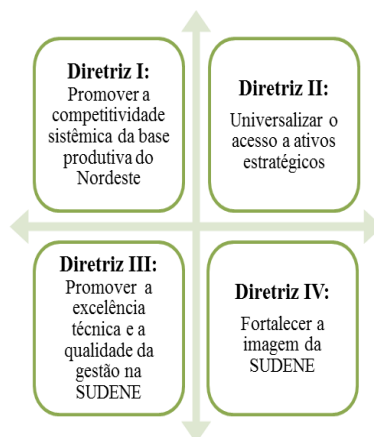 Diretriz I:
Promover a
competitividade
sistêmica da base
produtiva do
Nordeste
Diretriz II:
Universalizar o
acesso a ativos
estratégicos
Diretriz III:
Promover a
excelência
técnica e a
qualidade da
gestão na
SUDENE
Diretriz IV:
Fortalecer a
imagem da
SUDENE